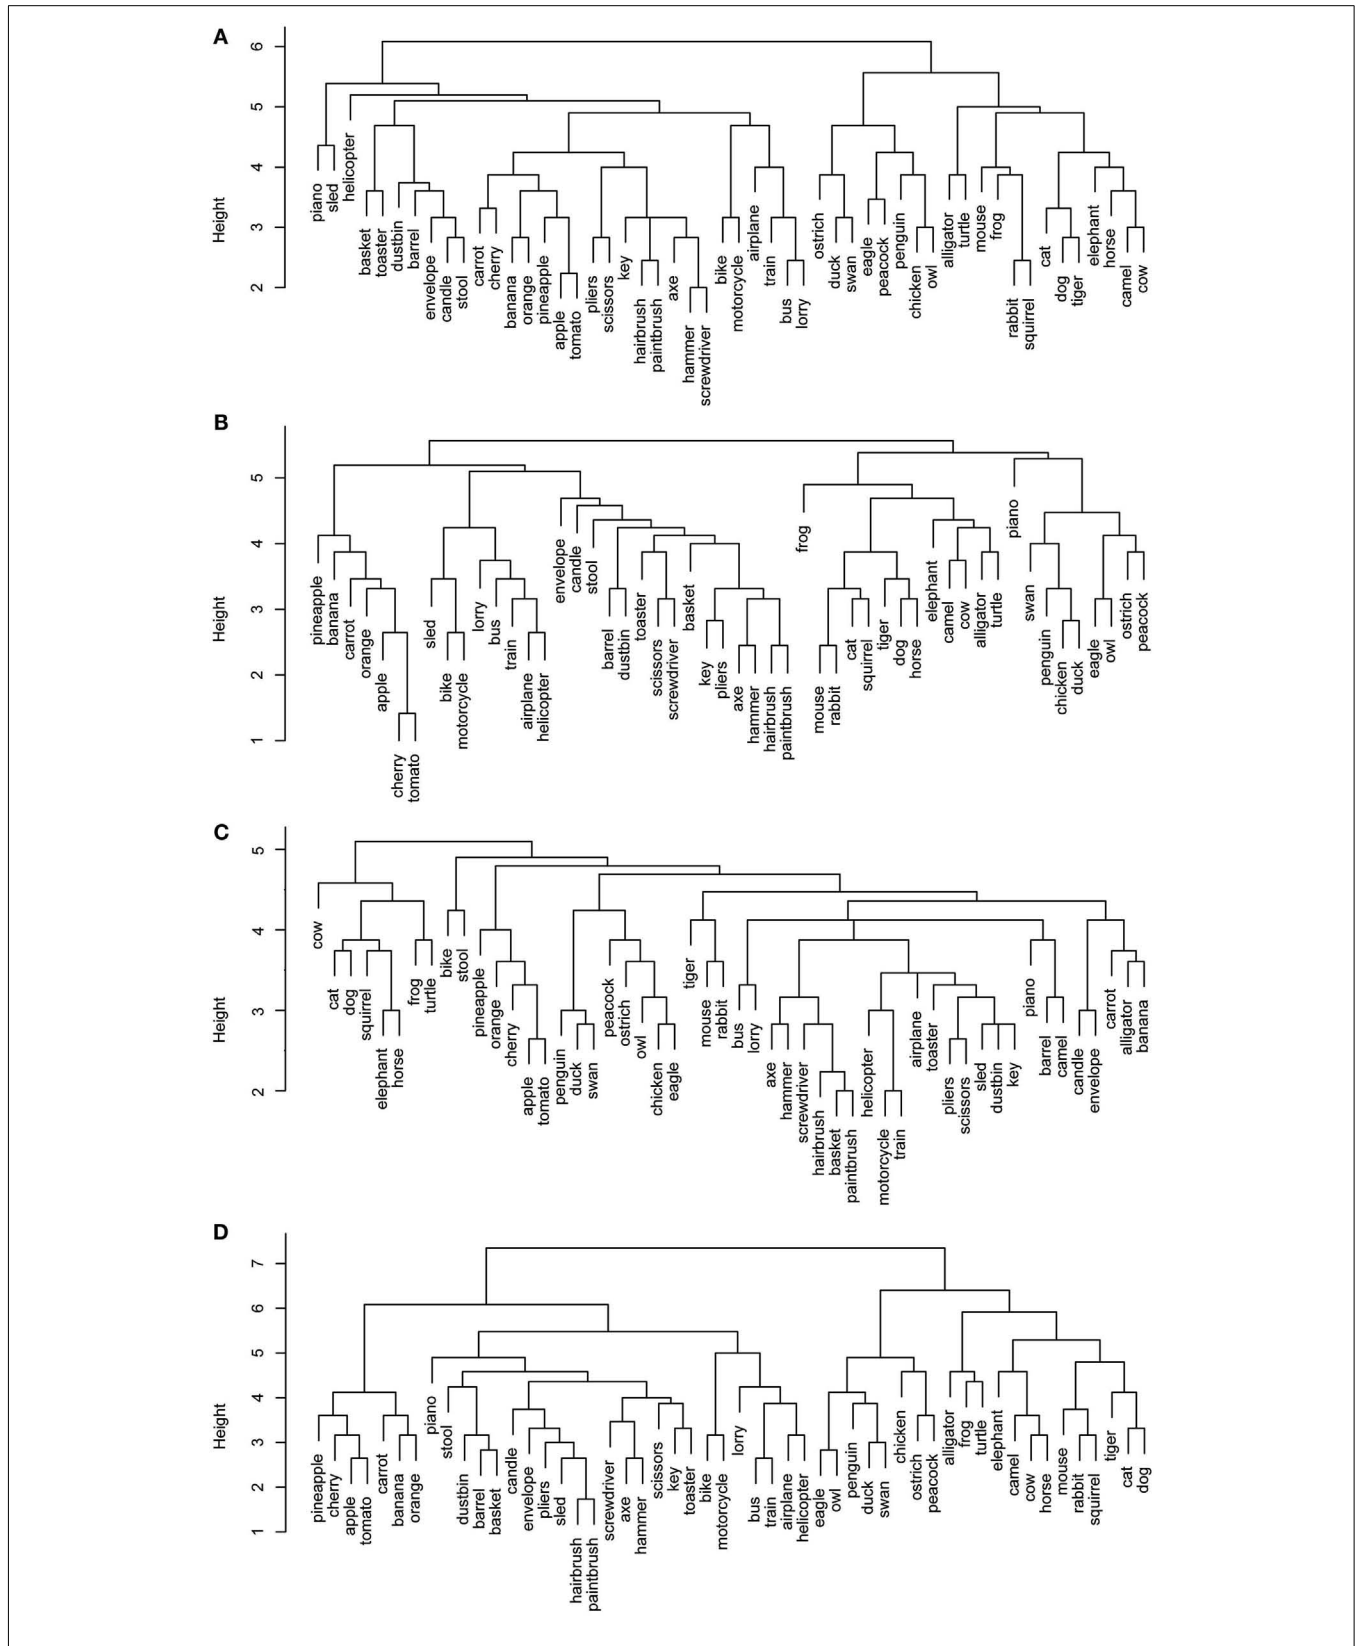 A
6
5
4
3
2
Height
piano
sled
helicopter
basket
toaster
dustbin
barrel
envelope
candle
stool
carrot
cherry
banana
orange
pineapple
apple
tomato
pliers
scissors
key
hairbrush
paintbrush
axe
hammer
screwdriver
bike
motorcycle
airplane
train
bus
lorry
ostrich
duck
swan
eagle
peacock
penguin
chicken
owl
alligator
turtle
mouse
frog
rabbit
squirrel
cat
dog
tiger
elephant
horse
camel
cow
B
5
4
3
2
1
Height
pineapple
banana
carrot
orange
apple
cherry
tomato
sled
bike
motorcycle
lorry
bus
train
airplane
helicopter
envelope
candle
stool
barrel
dustbin
toaster
scissors
screwdriver
basket
key
pliers
axe
hammer
hairbrush
paintbrush
frog
mouse
rabbit
cat
squirrel
tiger
dog
horse
elephant
camel
cow
alligator
turtle
piano
swan
penguin
chicken
duck
eagle
owl
ostrich
peacock
C
5
4
3
2
Height
cow
cat
dog
squirrel
elephant
horse
frog
turtle
bike
stool
pineapple
orange
cherry
apple
tomato
penguin
duck
swan
peacock
ostrich
owl
chicken
eagle
tiger
mouse
rabbit
bus
lorry
axe
hammer
screwdriver
hairbrush
basket
paintbrush
helicopter
motorcycle
train
airplane
toaster
pliers
scissors
sled
dustbin
key
piano
barrel
camel
candle
envelope
carrot
alligator
banana
D
7
6
5
4
3
2
1
Height
pineapple
cherry
apple
tomato
carrot
banana
orange
piano
stool
dustbin
barrel
basket
candle
envelope
pliers
sled
hairbrush
paintbrush
screwdriver
axe
hammer
scissors
key
toaster
bike
motorcycle
lorry
bus
train
airplane
helicopter
eagle
owl
penguin
duck
swan
chicken
ostrich
peacock
alligator
frog
turtle
elephant
camel
cow
horse
mouse
rabbit
squirrel
tiger
cat
dog